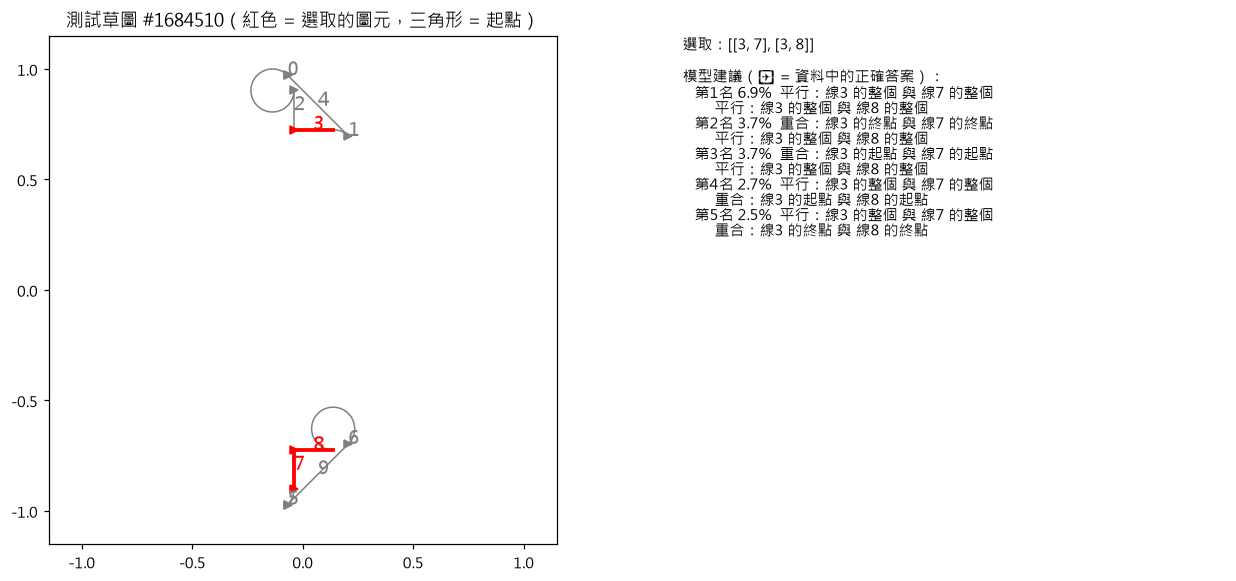 測試草圖 #1684510（紅色 = 選取的圖元，三角形 = 起點）
選取：[[3, 7], [3, 8]]
模型建議（✈ = 資料中的正確答案）：
第1名 6.9% 平行：線3 的整個 與 線7 的整個
平行：線3 的整個 與 線8 的整個
第2名 3.7% 重合：線3 的終點 與 線7 的終點
平行：線3 的整個 與 線8 的整個
第3名 3.7% 重合：線3 的起點 與 線7 的起點
平行：線3 的整個 與 線8 的整個
第4名 2.7% 平行：線3 的整個 與 線7 的整個
重合：線3 的起點 與 線8 的起點
第5名 2.5% 平行：線3 的整個 與 線7 的整個
重合：線3 的終點 與 線8 的終點
1.0
0.5
0.0
-0.5
-1.0
-1.0 -0.5 0.0 0.5 1.0
0
2
4
3
1
8
6
7
9
5